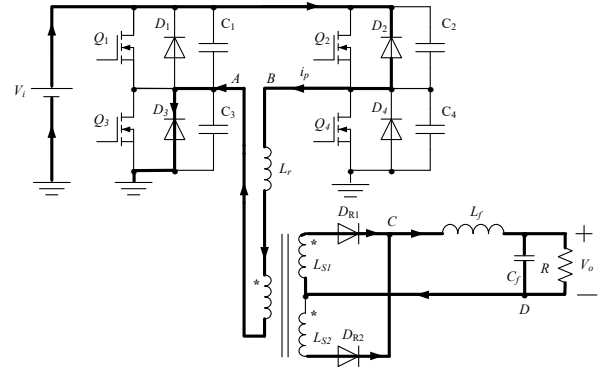 D1 C1 D2 C2
Q1 Q2
Vi A B ip
D3 C3 D4 C4
Q3 Q4
Lr
DR1 C Lf +
* LS1 Cf R Vo
*
* D −
LS2 DR2